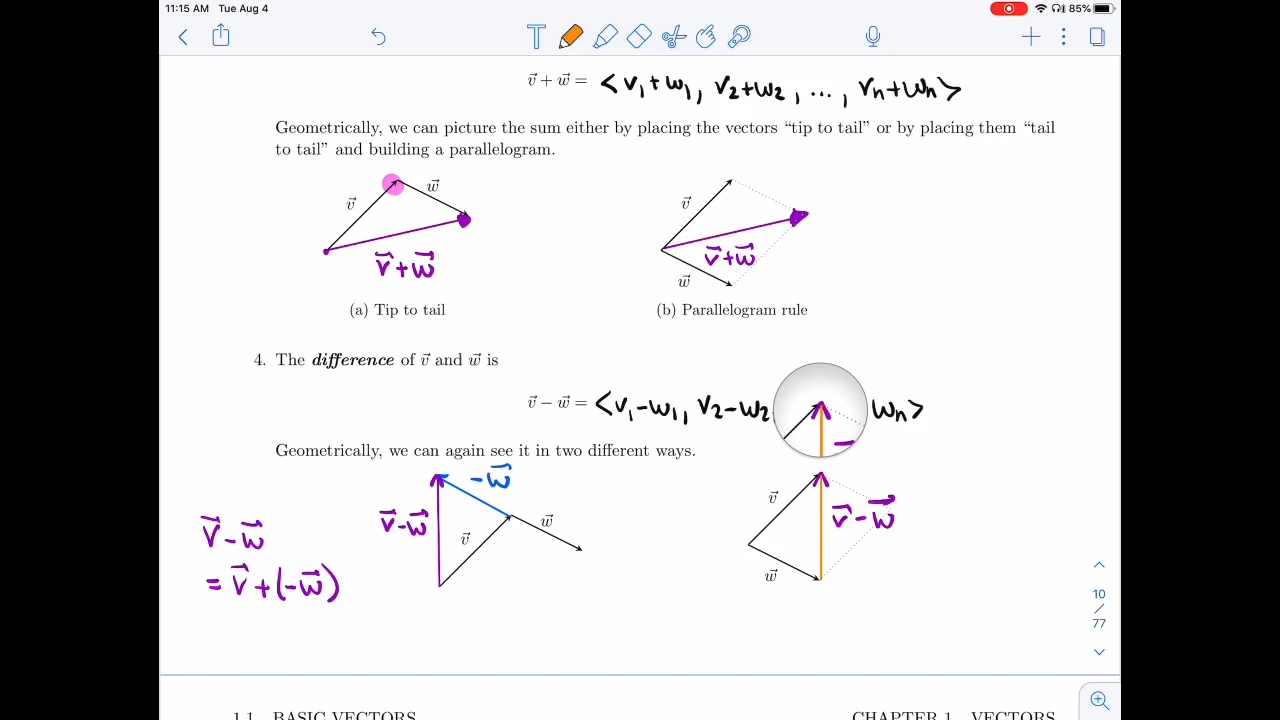 11:15 AM Tue Aug 4
85%
T
v⃗ + w⃗ = <v₁+w₁, v₂+w₂, ..., vₙ+wₙ>
Geometrically, we can picture the sum either by placing the vectors “tip to tail” or by placing them “tail
to tail” and building a parallelogram.
v⃗ w⃗ v⃗
v⃗+w⃗ v⃗+w⃗
w⃗
(a) Tip to tail (b) Parallelogram rule
4. The difference of v⃗ and w⃗ is
v⃗ − w⃗ = <v₁−w₁, v₂−w₂ wₙ>
Geometrically, we can again see it in two different ways.
−w⃗
v⃗−w⃗ v⃗ w⃗ v⃗ v⃗−w⃗
w⃗
v⃗−w⃗
= v⃗+(−w⃗)
10
/
77
1.1. BASIC VECTORS CHAPTER 1. VECTORS